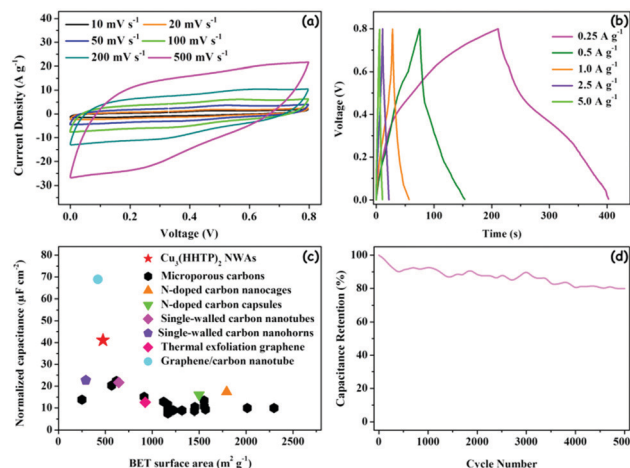 (a)
10 mV s⁻¹ 20 mV s⁻¹
50 mV s⁻¹ 100 mV s⁻¹
200 mV s⁻¹ 500 mV s⁻¹
Current Density (A g⁻¹)
30
20
10
0
-10
-20
-30
0.0 0.2 0.4 0.6 0.8
Voltage (V)
(b)
0.25 A g⁻¹
0.5 A g⁻¹
1.0 A g⁻¹
2.5 A g⁻¹
5.0 A g⁻¹
Voltage (V)
0.8
0.6
0.4
0.2
0.0
0 100 200 300 400
Time (s)
(c)
Cu₃(HHTP)₂ NWAs
Microporous carbons
N-doped carbon nanocages
N-doped carbon capsules
Single-walled carbon nanotubes
Single-walled carbon nanohorns
Thermal exfoliation graphene
Graphene/carbon nanotube
Normalized capacitance (μF cm⁻²)
80
70
60
50
40
30
20
10
0
0 500 1000 1500 2000 2500
BET surface area (m² g⁻¹)
(d)
Capacitance Retention (%)
100
80
60
40
20
0
0 1000 2000 3000 4000 5000
Cycle Number